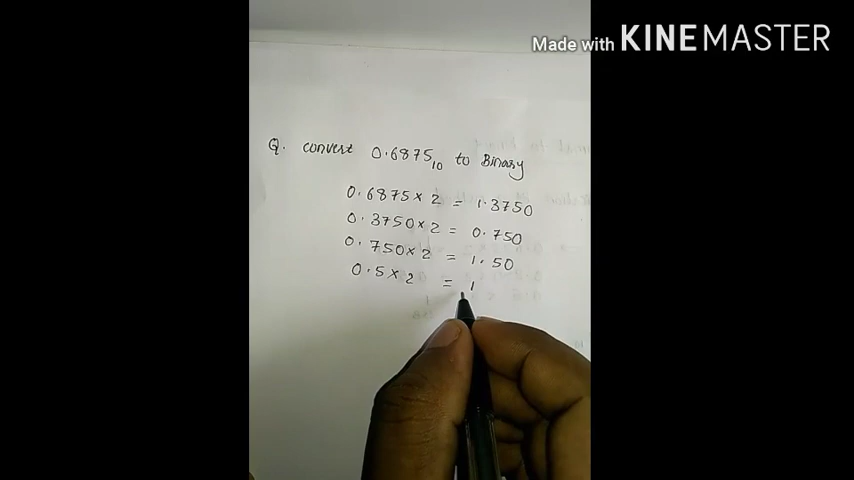 Made with KINEMASTER
Q. convert 0.6875₁₀ to Binary
0.6875 × 2 = 1.3750
0.3750 × 2 = 0.750
0.750 × 2 = 1.50
0.5 × 2 = 1